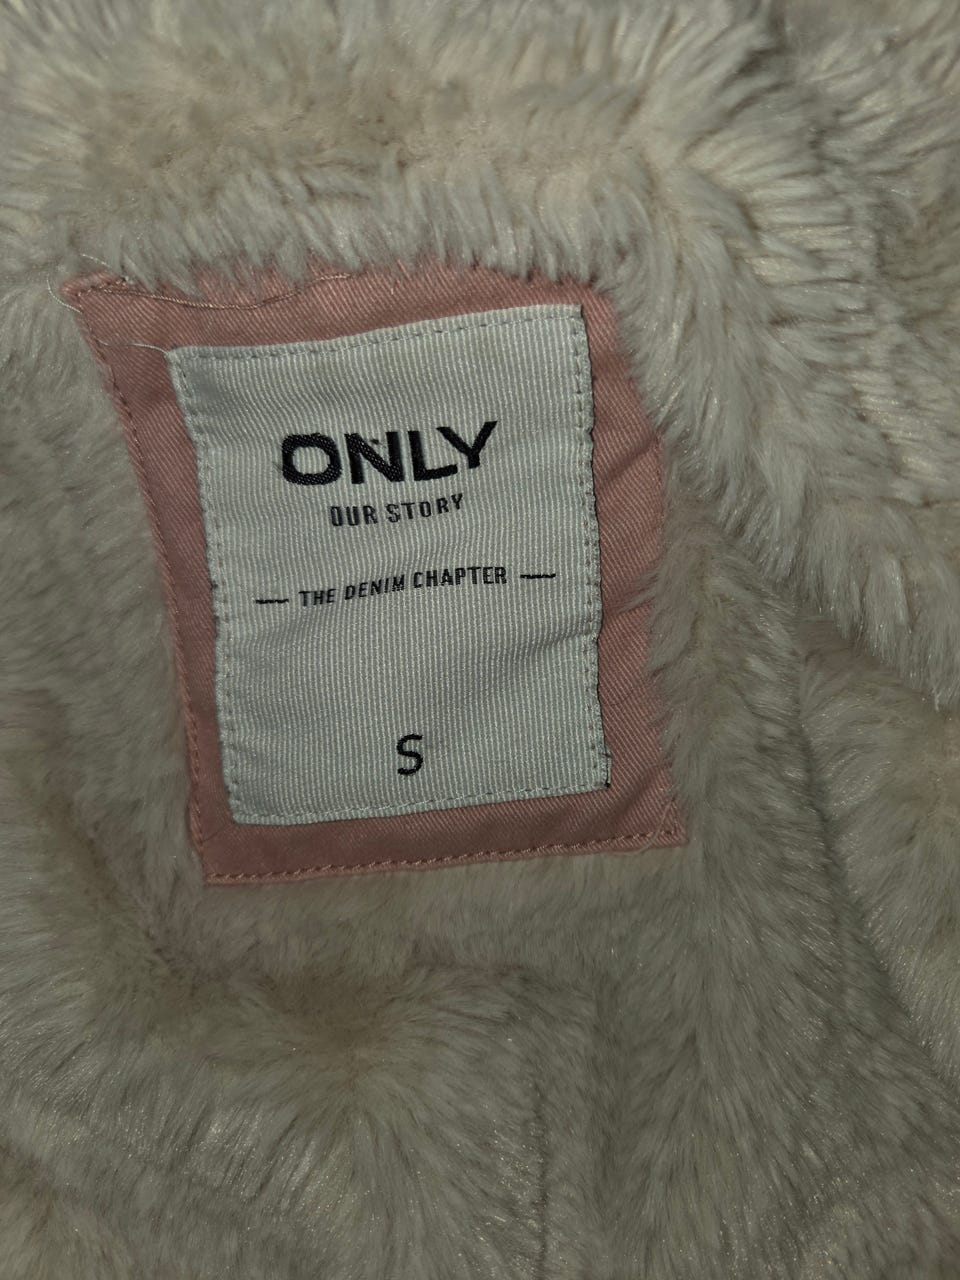 ONLY
OUR STORY
— THE DENIM CHAPTER —
S